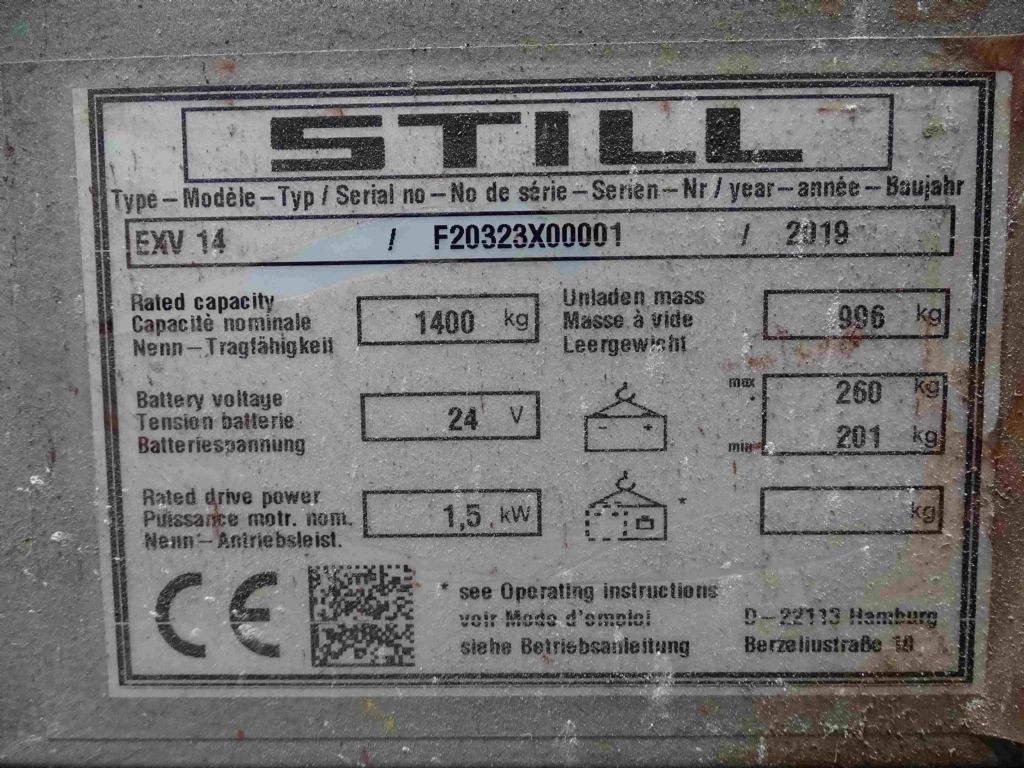 STILL
Type – Modèle – Typ / Serial no – No de série – Serien – Nr / year – année – Baujahr
EXV 14 / F20323X00001 / 2019
Rated capacity
Capacité nominale
Nenn – Tragfähigkeit
1400 kg
Unladen mass
Masse à vide
Leergewicht
996 kg
Battery voltage
Tension batterie
Batteriespannung
24 V
- +
max
260 kg
min
201 kg
Rated drive power
Puissance motr. nom.
Nenn – Antriebsleist.
1,5 kW
*
kg
CE
* see Operating instructions
voir Mode d'emploi
siehe Betriebsanleitung
D – 22113 Hamburg
Berzeliusstraße 10